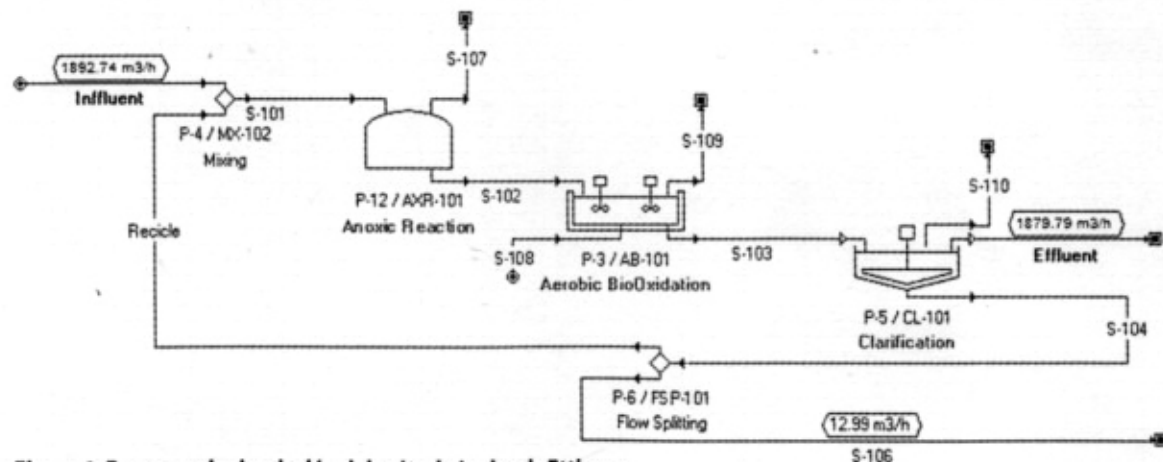 1892.74 m3/h
Inffluent
S-101
P-4 / MX-102
Mixing
S-107
P-12 / AXR-101
Anoxic Reaction
S-102
S-109
S-108
P-3 / AB-101
Aerobic BioOxidation
S-103
S-110
1879.79 m3/h
Effluent
P-5 / CL-101
Clarification
S-104
Recicle
P-6 / FSP-101
Flow Splitting
12.99 m3/h
S-106